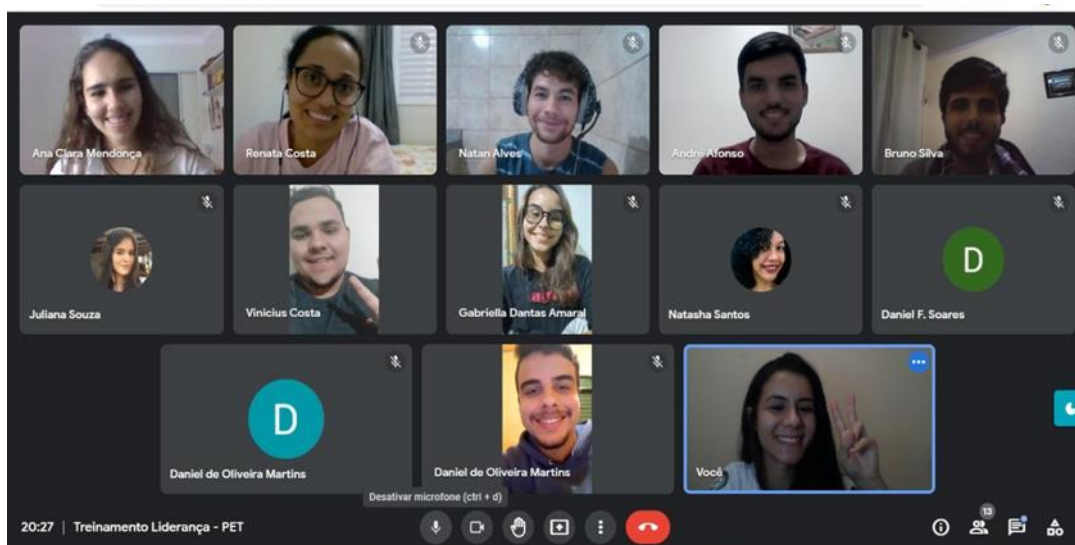 Ana Clara Mendonça
Renata Costa
Natan Alves
André Afonso
Bruno Silva
Juliana Souza
Vinicius Costa
Gabriella Dantas Amaral
Natasha Santos
D
Daniel F. Soares
D
Daniel de Oliveira Martins
Daniel de Oliveira Martins
Você
Desativar microfone (ctrl + d)
20:27 | Treinamento Liderança - PET
13